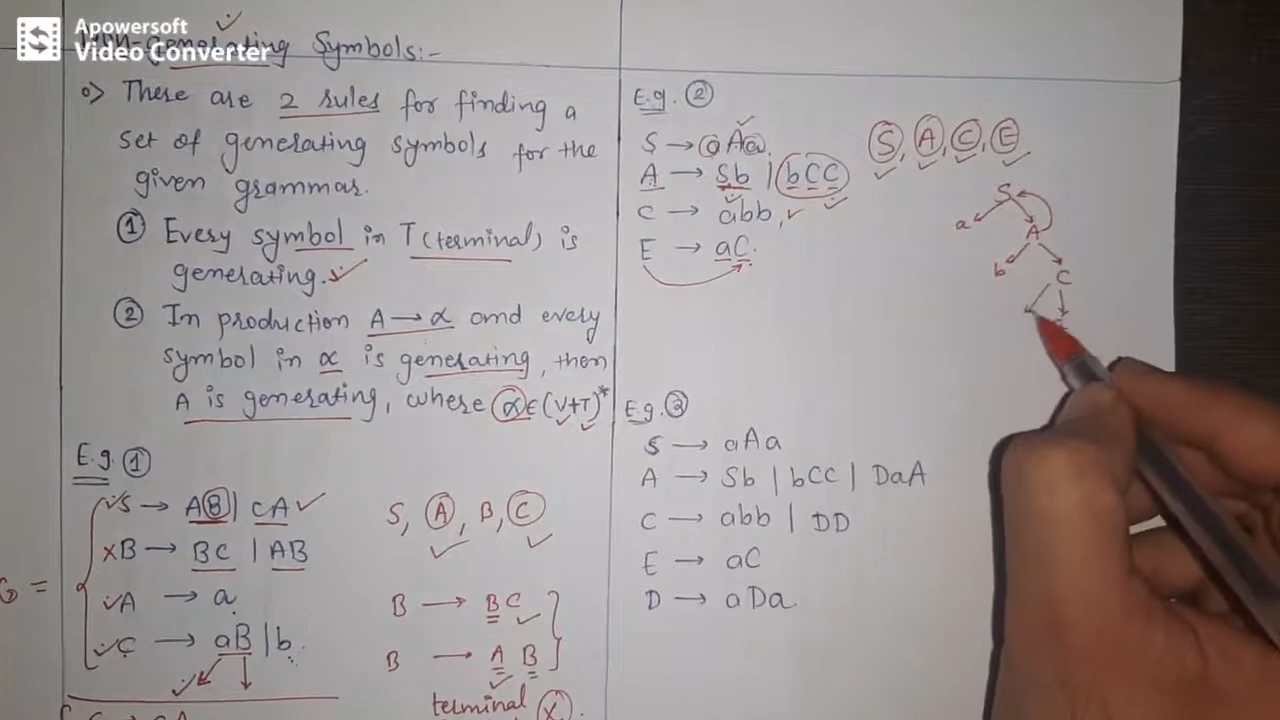 Apowersoft
Video Converter
Non-generating Symbols:-
There are 2 rules for finding a
set of generating symbols for the
given grammar.
① Every symbol in T (terminal) is
generating.
② In production A → α and every
symbol in α is generating, then
A is generating, where α ∈ (V+T)*
E.g. ①
G =
S → AB | CA
B → BC | AB
A → a
C → aB | b.
S, A, B, C
B → BC
B → A B
terminal X.
E.g. ②
S → aAa.
A → Sb | bCC
C → abb,
E → aC.
S, A, C, E
S
a A
b C
E.g. ③
S → aAa
A → Sb | bCC | DaA
C → abb | DD
E → aC
D → aDa